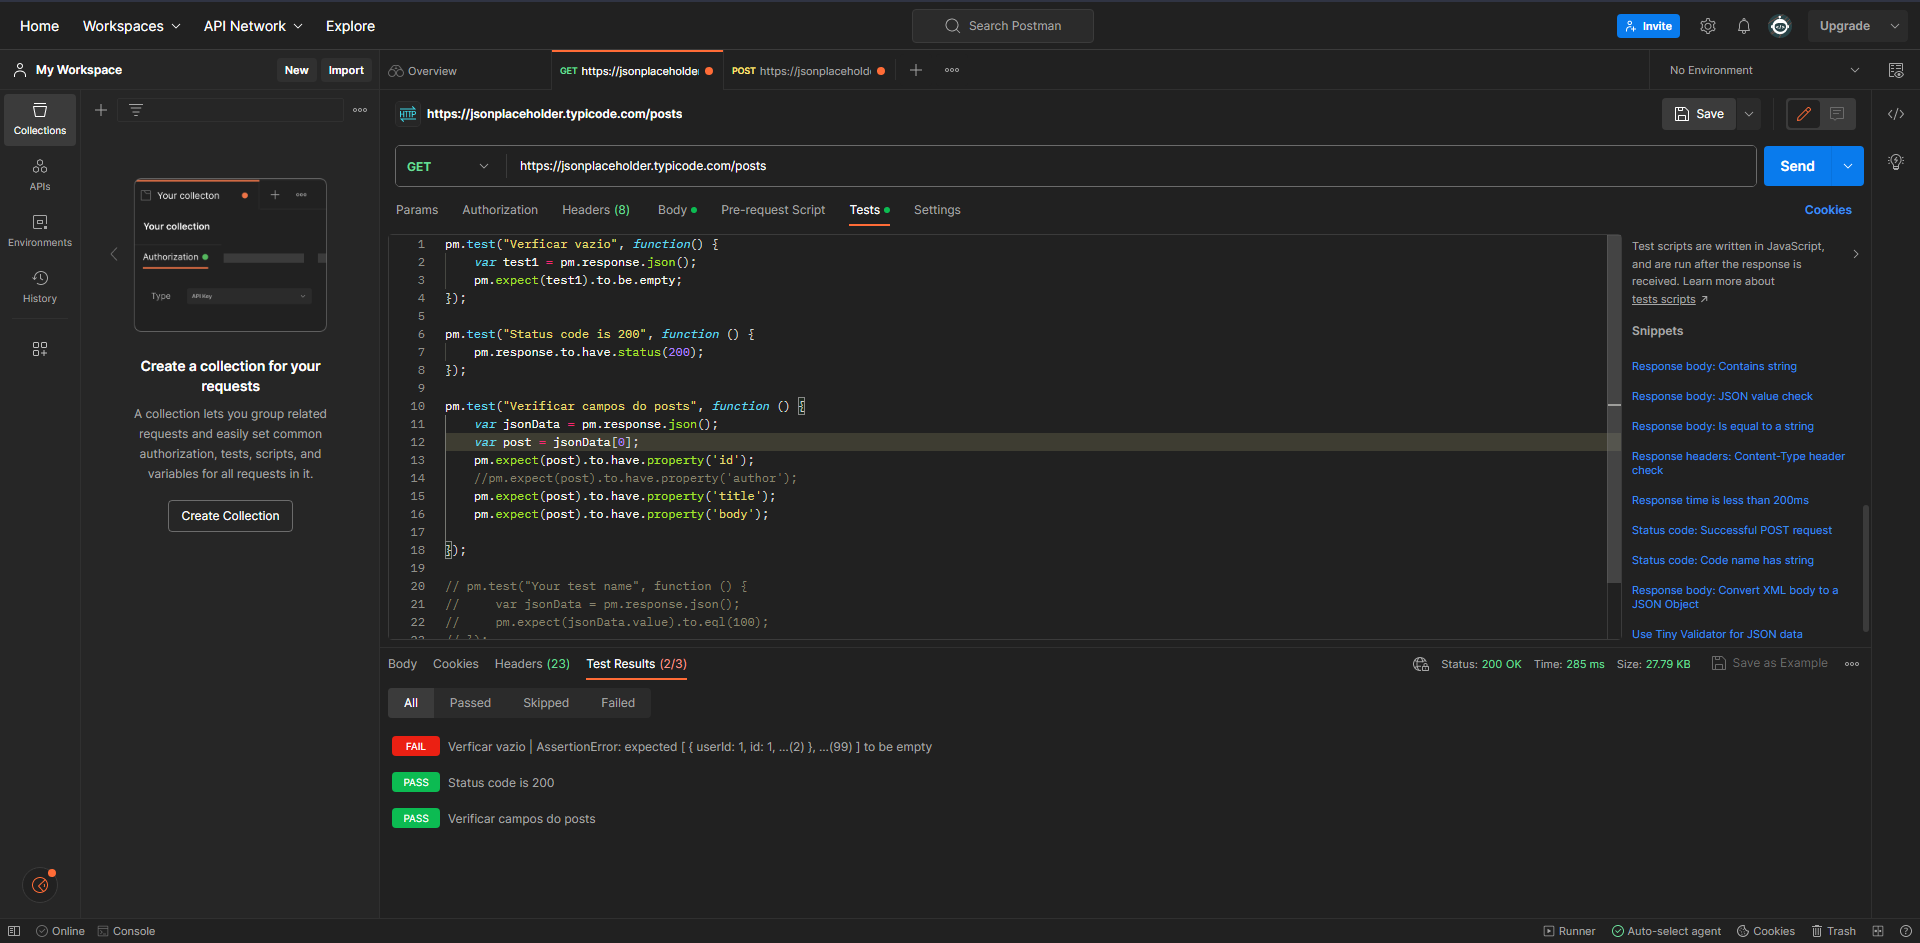 Home
Workspaces
API Network
Explore
Search Postman
Invite
Upgrade
My Workspace
New
Import
Overview
GET https://jsonplaceholde
POST https://jsonplacehold
No Environment
Collections
APIs
Environments
History
Your collecton
Your collection
Authorization
Type
API Key
Create a collection for your
requests
A collection lets you group related
requests and easily set common
authorization, tests, scripts, and
variables for all requests in it.
Create Collection
HTTP https://jsonplaceholder.typicode.com/posts
Save
GET
https://jsonplaceholder.typicode.com/posts
Send
Params
Authorization
Headers (8)
Body
Pre-request Script
Tests
Settings
Cookies
1 pm.test("Verficar vazio", function() {
2 var test1 = pm.response.json();
3 pm.expect(test1).to.be.empty;
4 });
5
6 pm.test("Status code is 200", function () {
7 pm.response.to.have.status(200);
8 });
9
10 pm.test("Verificar campos do posts", function () {
11 var jsonData = pm.response.json();
12 var post = jsonData[0];
13 pm.expect(post).to.have.property('id');
14 //pm.expect(post).to.have.property('author');
15 pm.expect(post).to.have.property('title');
16 pm.expect(post).to.have.property('body');
17
18 });
19
20 // pm.test("Your test name", function () {
21 // var jsonData = pm.response.json();
22 // pm.expect(jsonData.value).to.eql(100);
23 // });
Test scripts are written in JavaScript,
and are run after the response is
received. Learn more about
tests scripts ↗
Snippets
Response body: Contains string
Response body: JSON value check
Response body: Is equal to a string
Response headers: Content-Type header
check
Response time is less than 200ms
Status code: Successful POST request
Status code: Code name has string
Response body: Convert XML body to a
JSON Object
Use Tiny Validator for JSON data
Body
Cookies
Headers (23)
Test Results (2/3)
Status: 200 OK
Time: 285 ms
Size: 27.79 KB
Save as Example
All
Passed
Skipped
Failed
FAIL Verficar vazio | AssertionError: expected [ { userId: 1, id: 1, …(2) }, …(99) ] to be empty
PASS Status code is 200
PASS Verificar campos do posts
Online
Console
Runner
Auto-select agent
Cookies
Trash